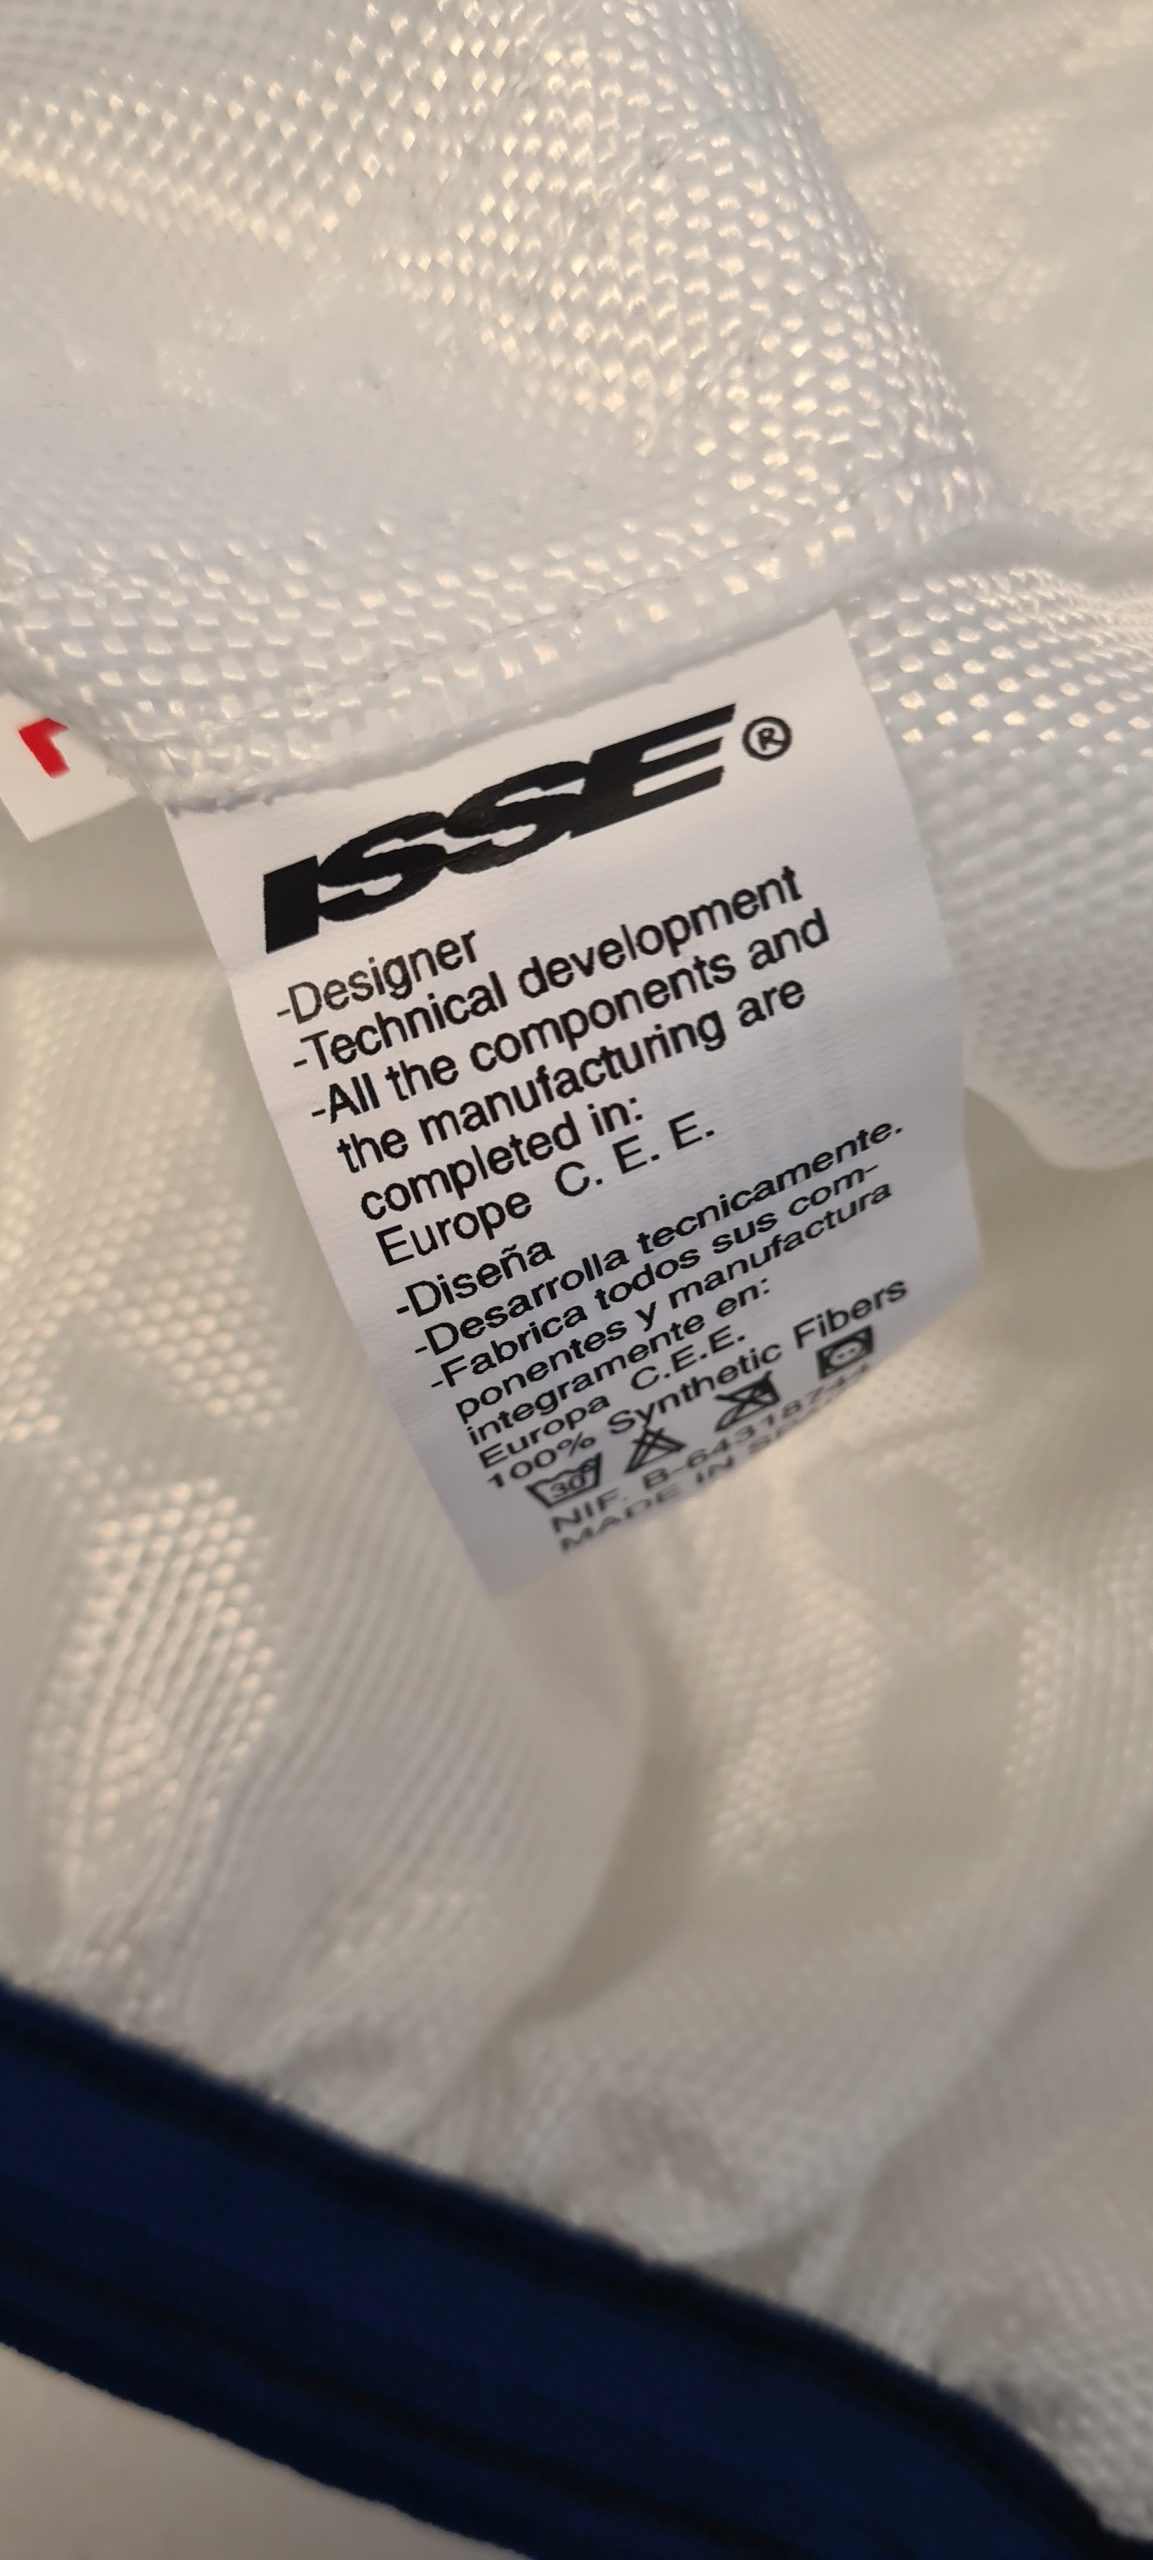 ISSE®
-Designer
-Technical development
-All the components and
the manufacturing are
completed in:
Europe C. E. E.
-Diseña
-Desarrolla tecnicamente.
-Fabrica todos sus com-
ponentes y manufactura
integramente en:
Europa C.E.E.
100% Synthetic Fibers
30°
NIF. B-64318744
MADE IN